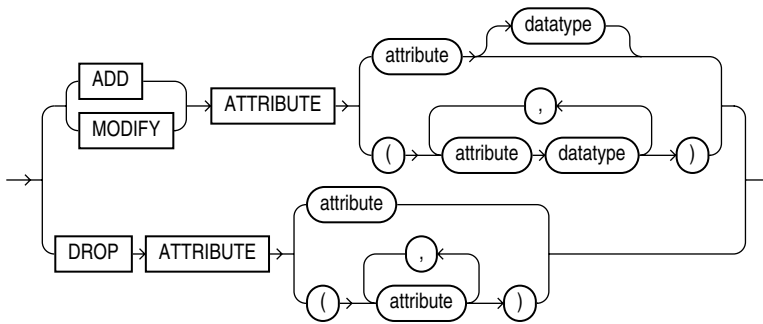 datatype
attribute
ADD
ATTRIBUTE
MODIFY
,
( attribute datatype )
attribute
DROP ATTRIBUTE
,
( attribute )